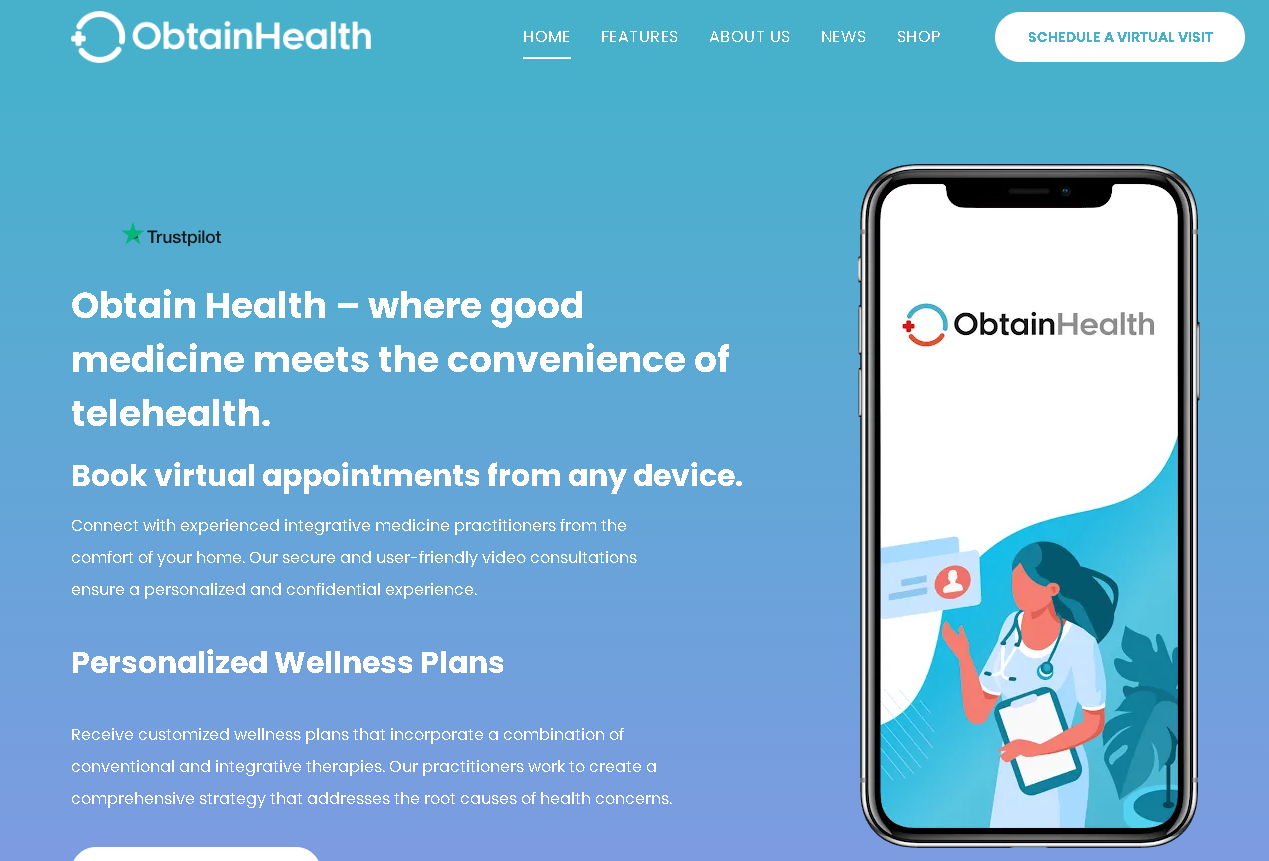 ObtainHealth
HOME FEATURES ABOUT US NEWS SHOP
SCHEDULE A VIRTUAL VISIT
Trustpilot
Obtain Health – where good
medicine meets the convenience of
telehealth.
Book virtual appointments from any device.
Connect with experienced integrative medicine practitioners from the
comfort of your home. Our secure and user-friendly video consultations
ensure a personalized and confidential experience.
Personalized Wellness Plans
Receive customized wellness plans that incorporate a combination of
conventional and integrative therapies. Our practitioners work to create a
comprehensive strategy that addresses the root causes of health concerns.
ObtainHealth